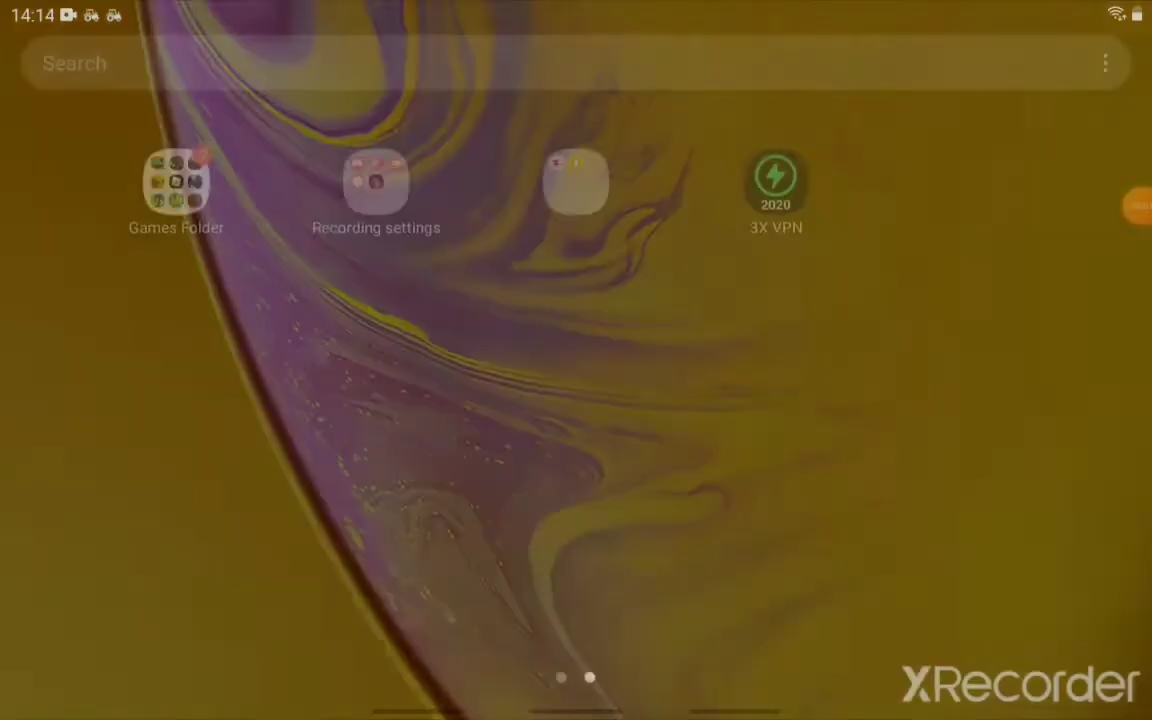 14:14
Search
2020
Games Folder
Recording settings
3X VPN
XRecorder